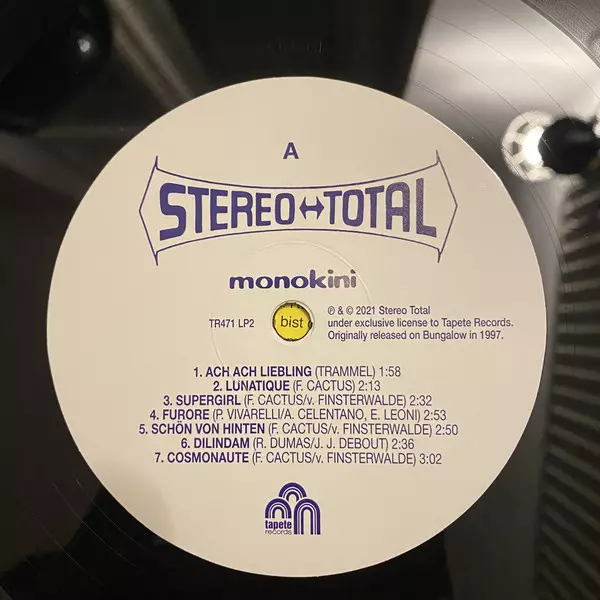 A
STEREO↔TOTAL
monokini
TR471 LP2
bist
℗ & © 2021 Stereo Total
under exclusive license to Tapete Records.
Originally released on Bungalow in 1997.
1. ACH ACH LIEBLING (TRAMMEL) 1:58
2. LUNATIQUE (F. CACTUS) 2:13
3. SUPERGIRL (F. CACTUS/v. FINSTERWALDE) 2:32
4. FURORE (P. VIVARELLI/A. CELENTANO, E. LEONI) 2:53
5. SCHÖN VON HINTEN (F. CACTUS/v. FINSTERWALDE) 2:50
6. DILINDAM (R. DUMAS/J. J. DEBOUT) 2:36
7. COSMONAUTE (F. CACTUS/v. FINSTERWALDE) 3:02
tapete
records